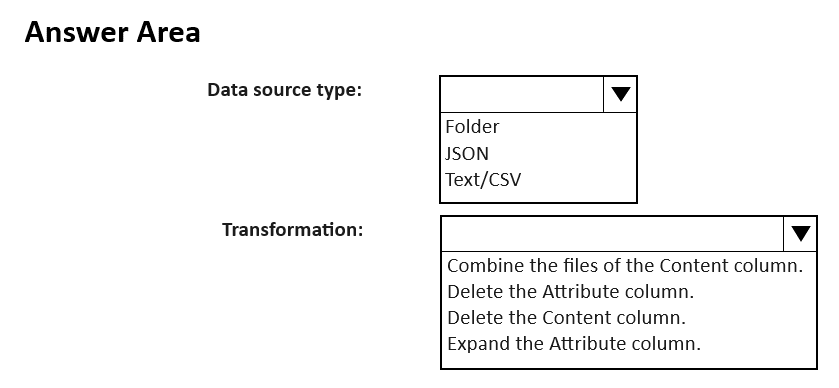 Answer Area
Data source type:
Folder
JSON
Text/CSV
Transformation:
Combine the files of the Content column.
Delete the Attribute column.
Delete the Content column.
Expand the Attribute column.